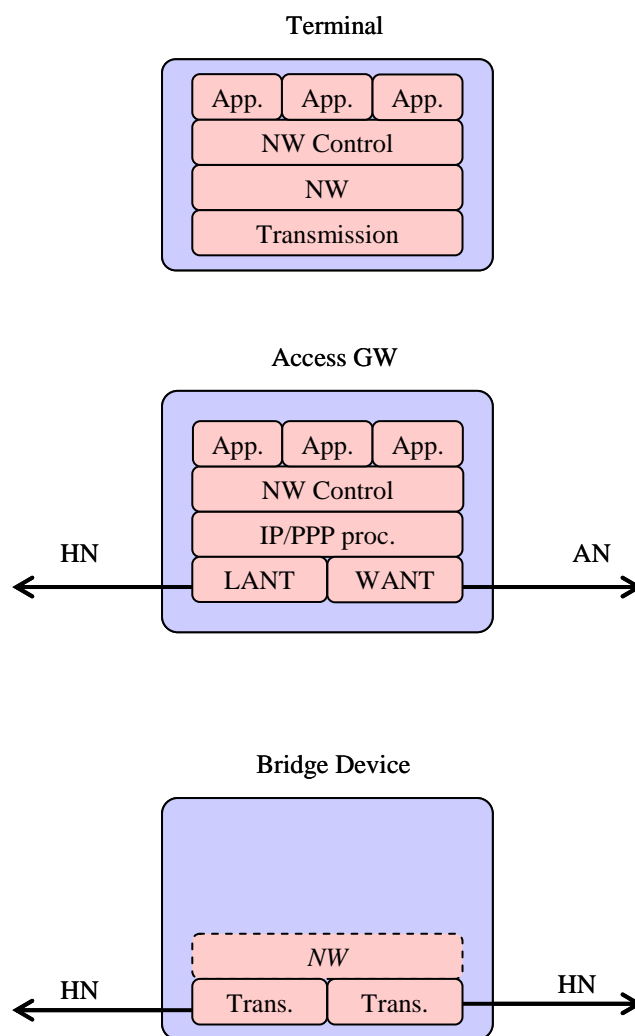 Terminal
App. App. App.
NW Control
NW
Transmission
Access GW
App. App. App.
NW Control
IP/PPP proc.
HN AN
LANT WANT
Bridge Device
NW
HN HN
Trans. Trans.